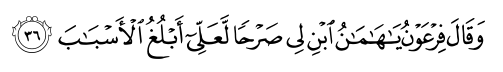 وَقَالَ فِرۡعَوۡنُ يَٰهَٰمَٰنُ ٱبۡنِ لِي صَرۡحٗا لَّعَلِّيٓ أَبۡلُغُ ٱلۡأَسۡبَٰبَ ٣٦